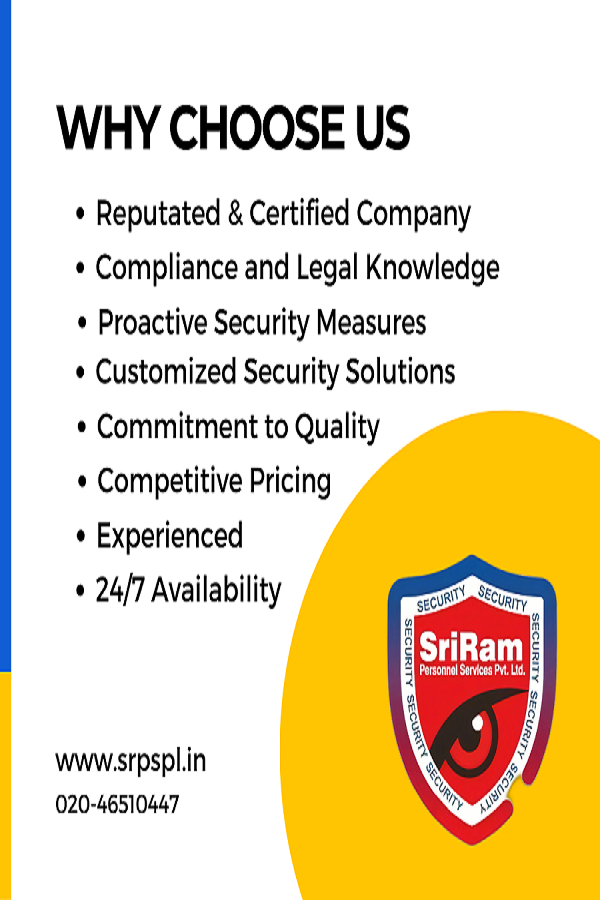 WHY CHOOSE US
• Reputated & Certified Company
• Compliance and Legal Knowledge
• Proactive Security Measures
• Customized Security Solutions
• Commitment to Quality
• Competitive Pricing
• Experienced
• 24/7 Availability
SECURITY SECURITY
SriRam
Personnel Services Pvt. Ltd.
SECURITY
SECURITY
SECURITY
SECURITY
SECURITY
SECURITY
www.srpspl.in
020-46510447